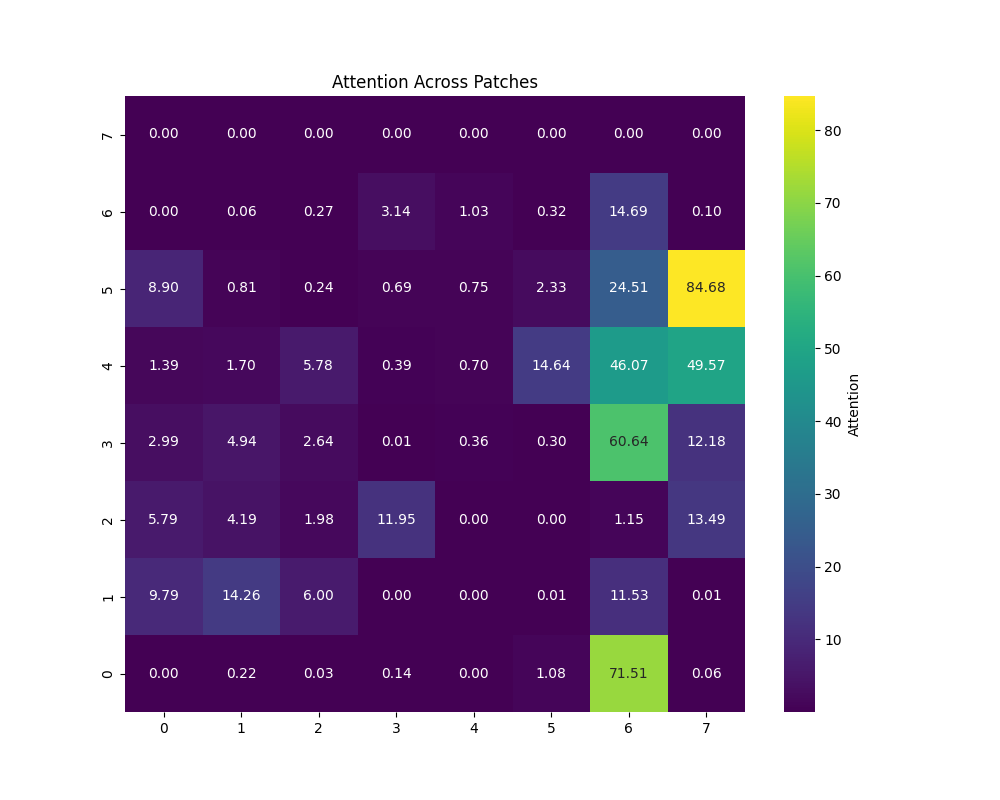 Attention Across Patches
7 0.00 0.00 0.00 0.00 0.00 0.00 0.00 0.00
6 0.00 0.06 0.27 3.14 1.03 0.32 14.69 0.10
5 8.90 0.81 0.24 0.69 0.75 2.33 24.51 84.68
4 1.39 1.70 5.78 0.39 0.70 14.64 46.07 49.57
3 2.99 4.94 2.64 0.01 0.36 0.30 60.64 12.18
2 5.79 4.19 1.98 11.95 0.00 0.00 1.15 13.49
1 9.79 14.26 6.00 0.00 0.00 0.01 11.53 0.01
0 0.00 0.22 0.03 0.14 0.00 1.08 71.51 0.06
0 1 2 3 4 5 6 7
80
70
60
50
40
30
20
10
Attention